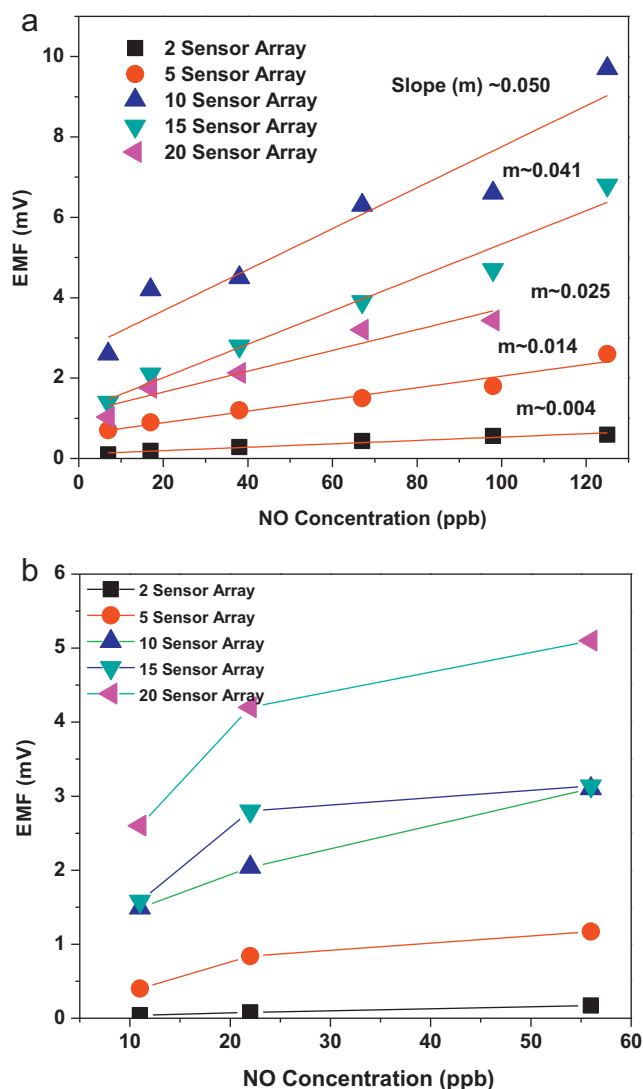 a
2 Sensor Array
5 Sensor Array
10 Sensor Array
15 Sensor Array
20 Sensor Array
Slope (m) ~0.050
m~0.041
m~0.025
m~0.014
m~0.004
10
8
6
4
2
0
EMF (mV)
0 20 40 60 80 100 120
NO Concentration (ppb)
b
2 Sensor Array
5 Sensor Array
10 Sensor Array
15 Sensor Array
20 Sensor Array
6
5
4
3
2
1
0
EMF (mV)
10 20 30 40 50 60
NO Concentration (ppb)